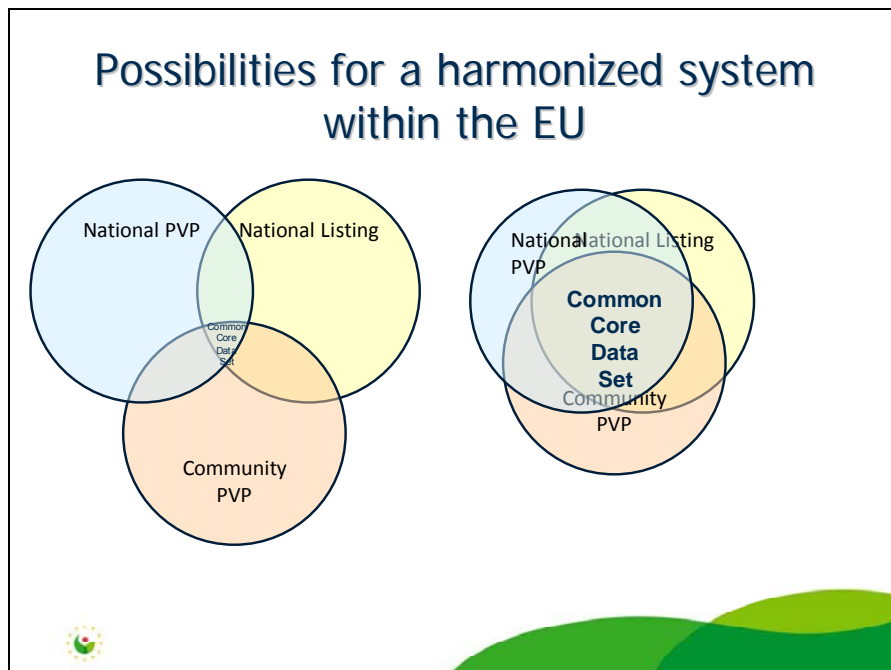 Possibilities for a harmonized system
within the EU
National PVP
National Listing
Common
Core
Data
Set
Community
PVP
National
PVP
National Listing
Common
Core
Data
Set
Community
PVP